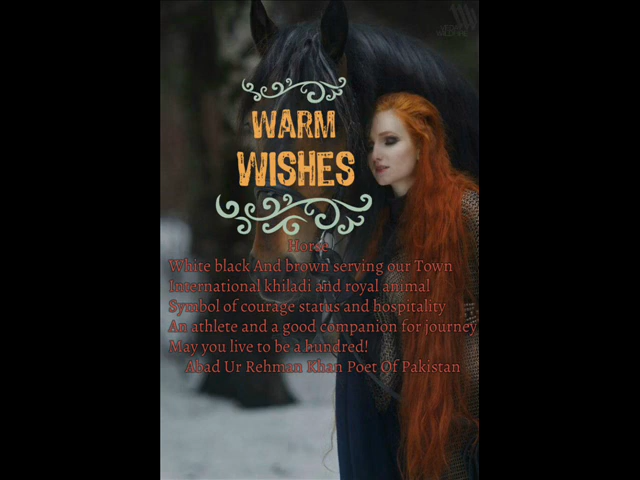 WARM
WISHES
Horse
White black And brown serving our Town
International khiladi and royal animal
Symbol of courage status and hospitality
An athlete and a good companion for journey
May you live to be a hundred!
Abad Ur Rehman Khan Poet Of Pakistan